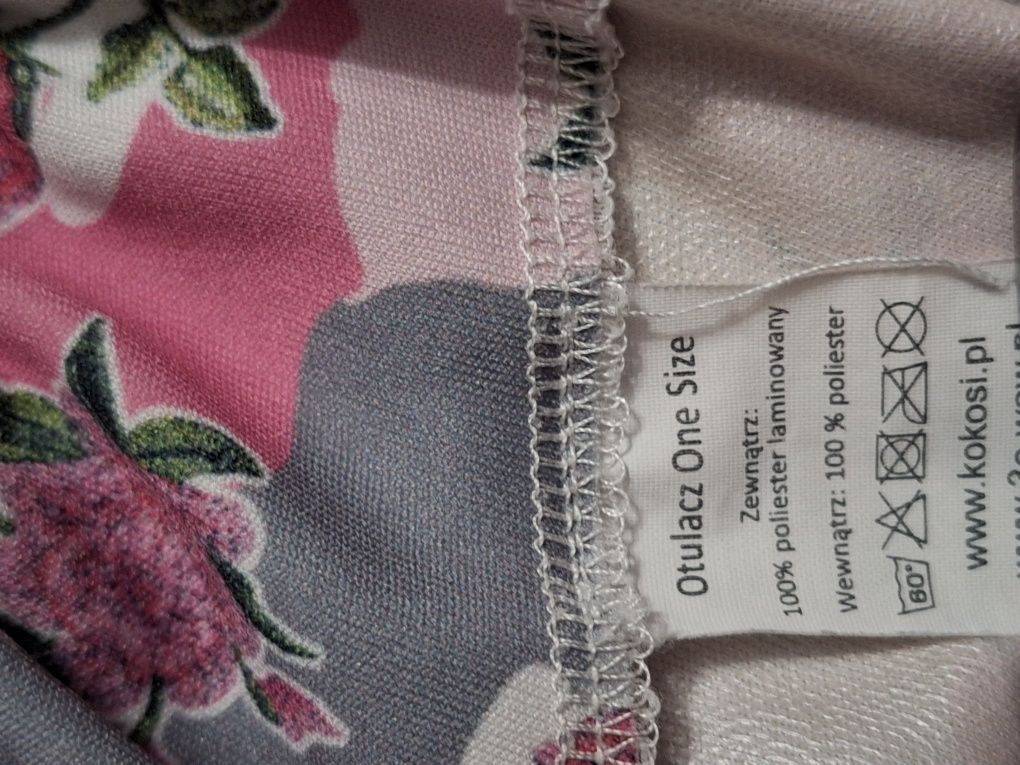 Otulacz One Size
Zewnątrz:
100% poliester laminowany
Wewnątrz: 100 % poliester
60°
www.kokosi.pl